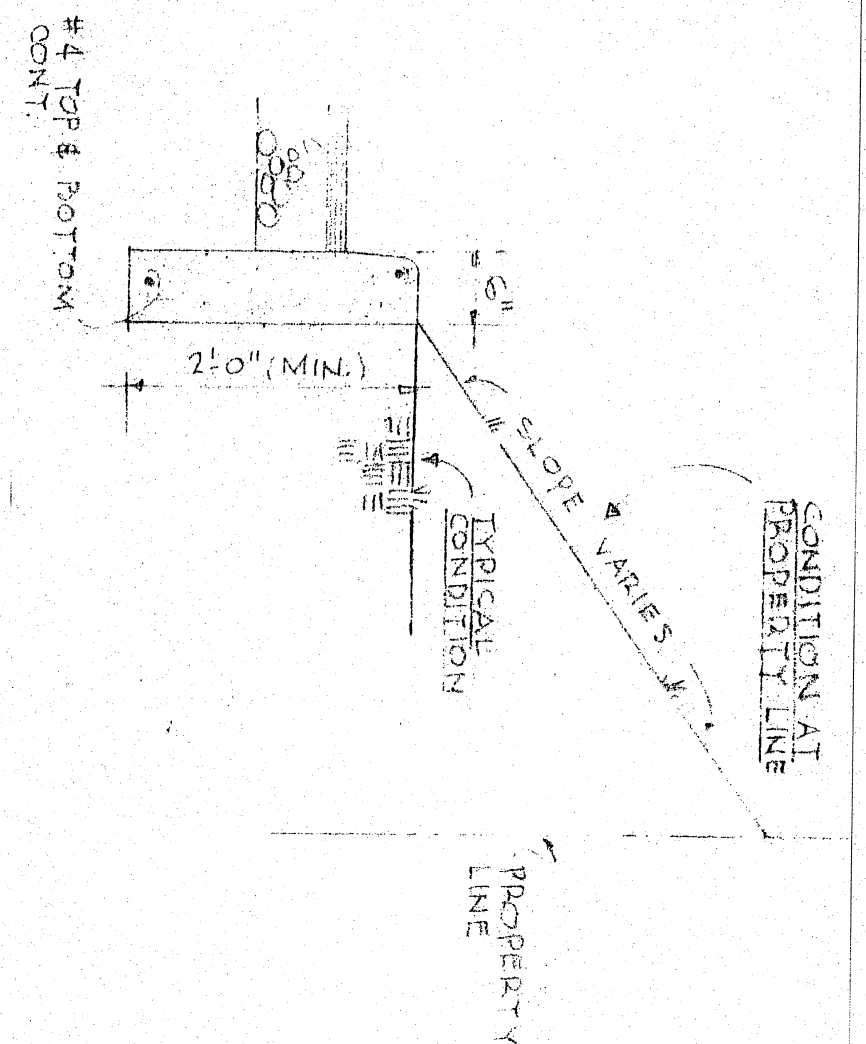 CONDITION AT
PROPERTY LINE
SLOPE VARIES
6"
TYPICAL
CONDITION
PROPERTY
LINE
2'-0" (MIN.)
#4 TOP & BOTTOM
CONT.